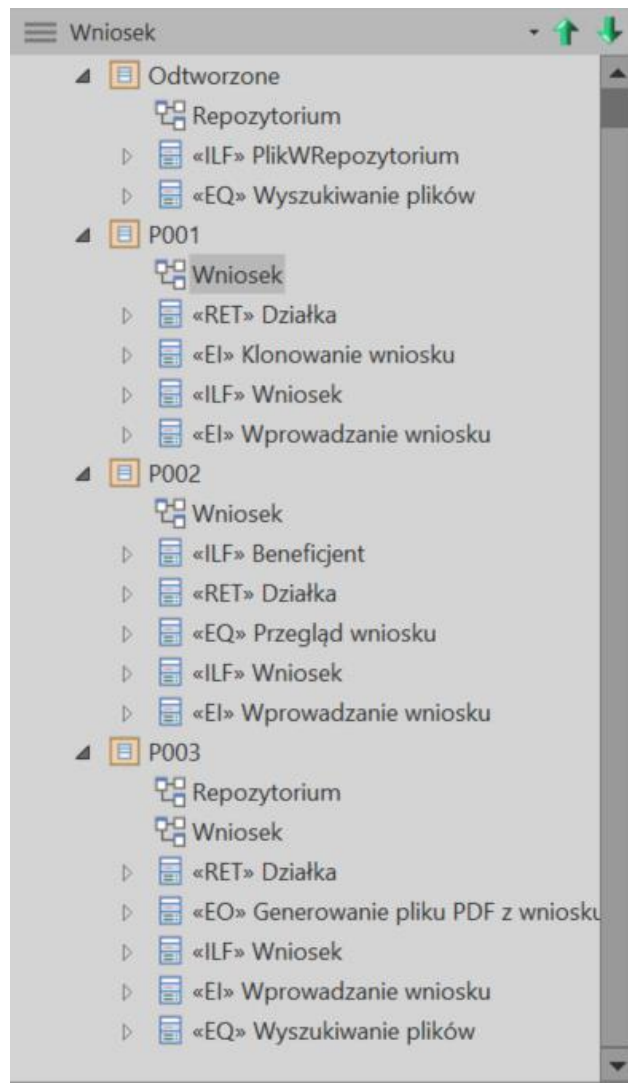 Wniosek
Odtworzone
Repozytorium
«ILF» PlikWRepozytorium
«EQ» Wyszukiwanie plików
P001
Wniosek
«RET» Działka
«EI» Klonowanie wniosku
«ILF» Wniosek
«EI» Wprowadzanie wniosku
P002
Wniosek
«ILF» Beneficjent
«RET» Działka
«EQ» Przegląd wniosku
«ILF» Wniosek
«EI» Wprowadzanie wniosku
P003
Repozytorium
Wniosek
«RET» Działka
«EO» Generowanie pliku PDF z wniosku
«ILF» Wniosek
«EI» Wprowadzanie wniosku
«EQ» Wyszukiwanie plików